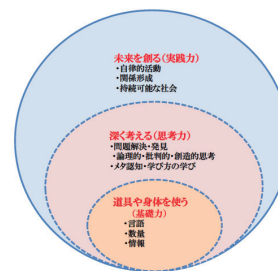 未来を創る(実践力)
・自律的活動
・関係形成
・持続可能な社会
深く考える(思考力)
・問題解決・発見
・論理的・批判的・創造的思考
・メタ認知・学び方の学び
道具や身体を使う
(基礎力)
・言語
・数量
・情報